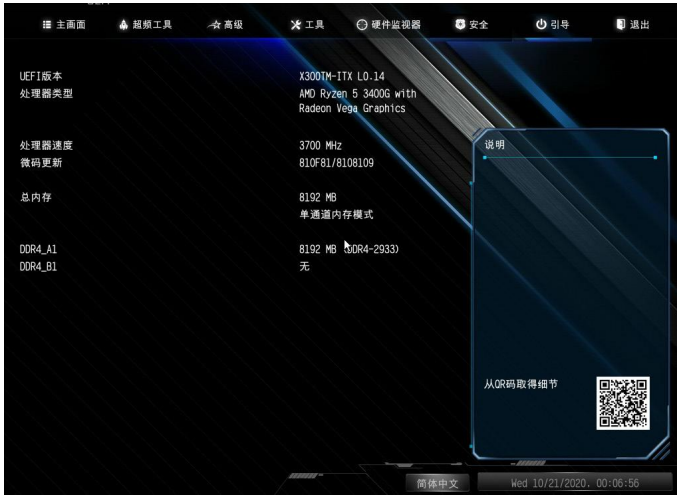 主画面 超频工具 高级 工具 硬件监视器 安全 引导 退出
UEFI版本 X300TM-ITX L0.14
处理器类型 AMD Ryzen 5 3400G with
Radeon Vega Graphics
处理器速度 3700 MHz
微码更新 810F81/8108109
总内存 8192 MB
单通道内存模式
DDR4_A1 8192 MB (DDR4-2933)
DDR4_B1 无
说明
从QR码取得细节
简体中文 Wed 10/21/2020. 00:06:56